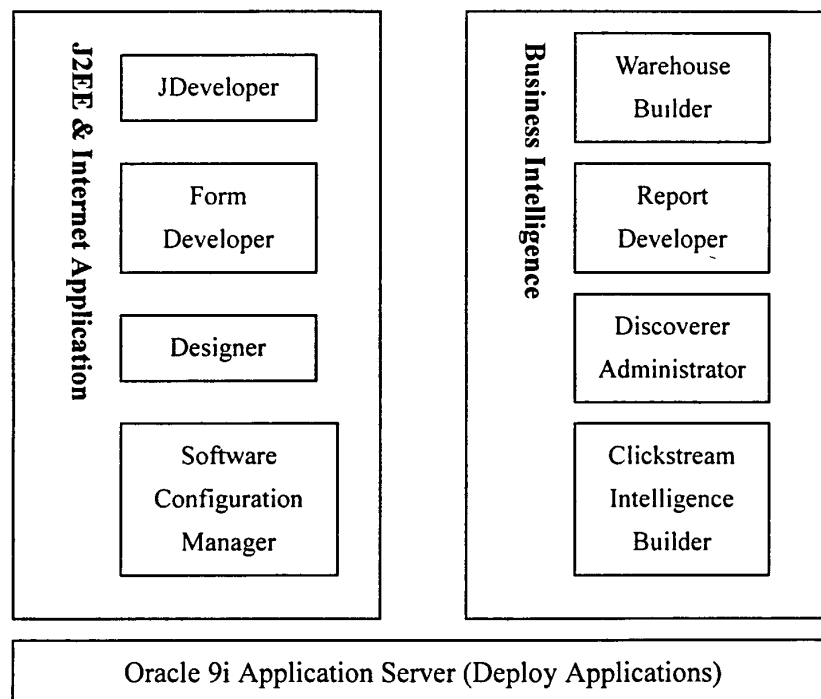 J2EE & Internet Application
JDeveloper
Form
Developer
Designer
Software
Configuration
Manager
Business Intelligence
Warehouse
Builder
Report
Developer
Discoverer
Administrator
Clickstream
Intelligence
Builder
Oracle 9i Application Server (Deploy Applications)